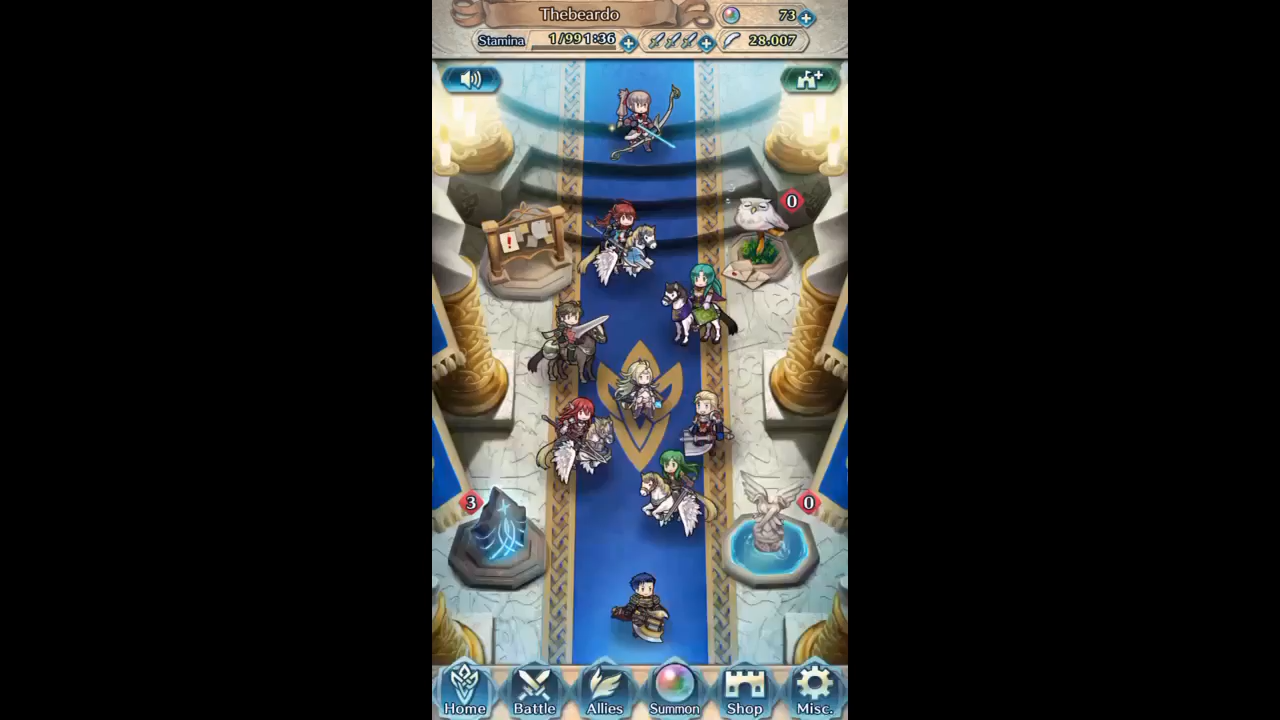 Thebeardo
73
Stamina
1/99 1:36
28.007
0
!
3
0
Home
Battle
Allies
Summon
Shop
Misc.